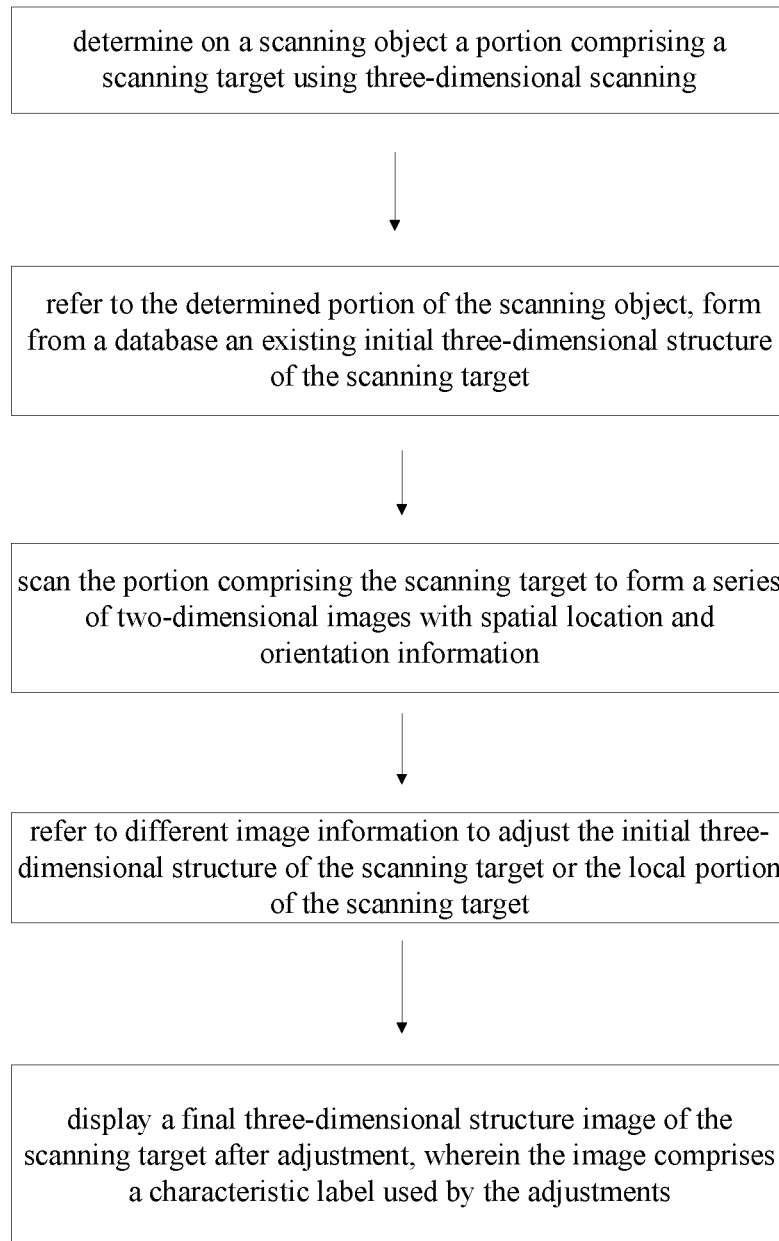 determine on a scanning object a portion comprising a
scanning target using three-dimensional scanning
refer to the determined portion of the scanning object, form
from a database an existing initial three-dimensional structure
of the scanning target
scan the portion comprising the scanning target to form a series
of two-dimensional images with spatial location and
orientation information
refer to different image information to adjust the initial three-
dimensional structure of the scanning target or the local portion
of the scanning target
display a final three-dimensional structure image of the
scanning target after adjustment, wherein the image comprises
a characteristic label used by the adjustments